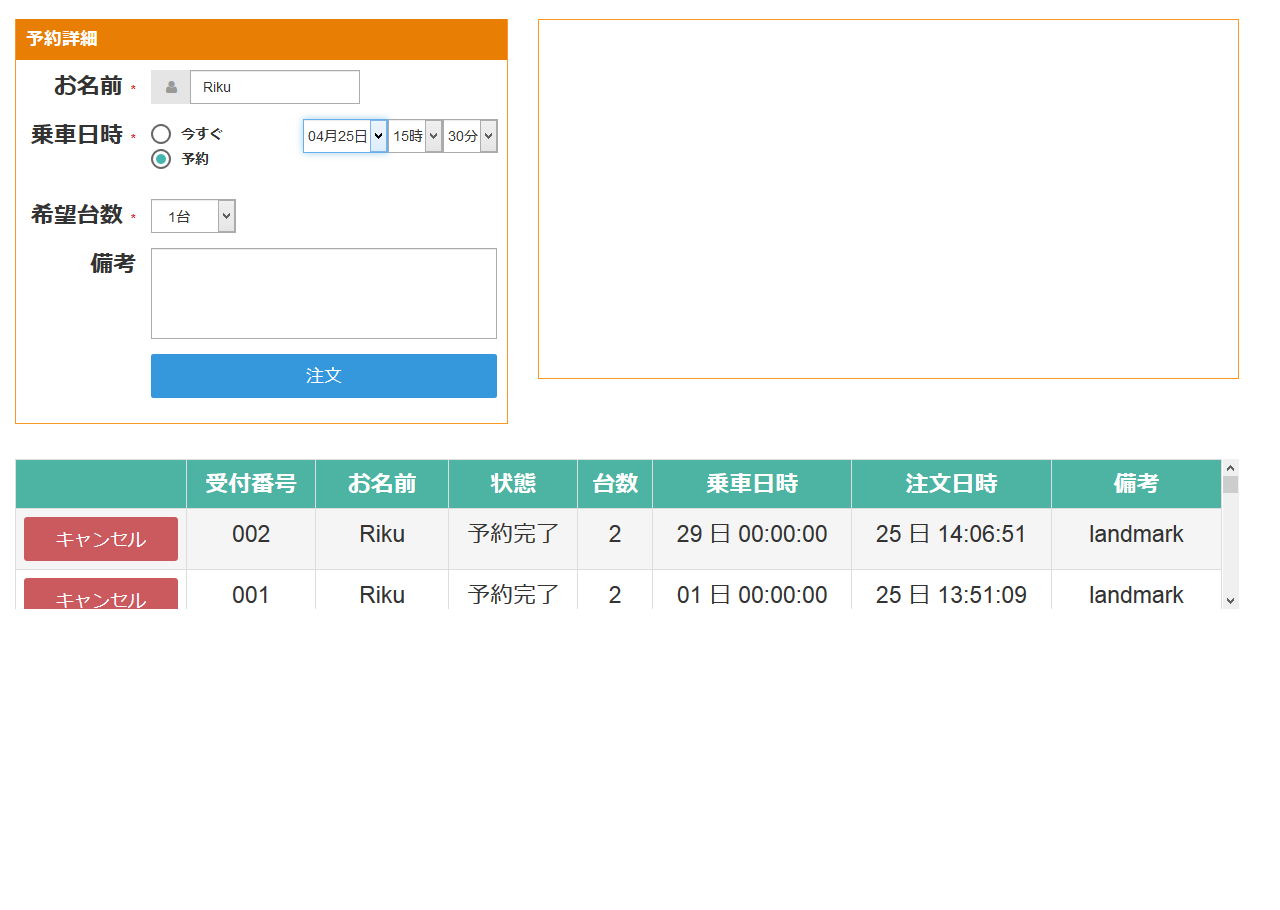 予約詳細
お名前 * Riku
乗車日時 * 今すぐ 04月25日 15時 30分
予約
希望台数 * 1台
備考
注文
受付番号 お名前 状態 台数 乗車日時 注文日時 備考
キャンセル 002 Riku 予約完了 2 29 日 00:00:00 25 日 14:06:51 landmark
キャンセル 001 Riku 予約完了 2 01 日 00:00:00 25 日 13:51:09 landmark